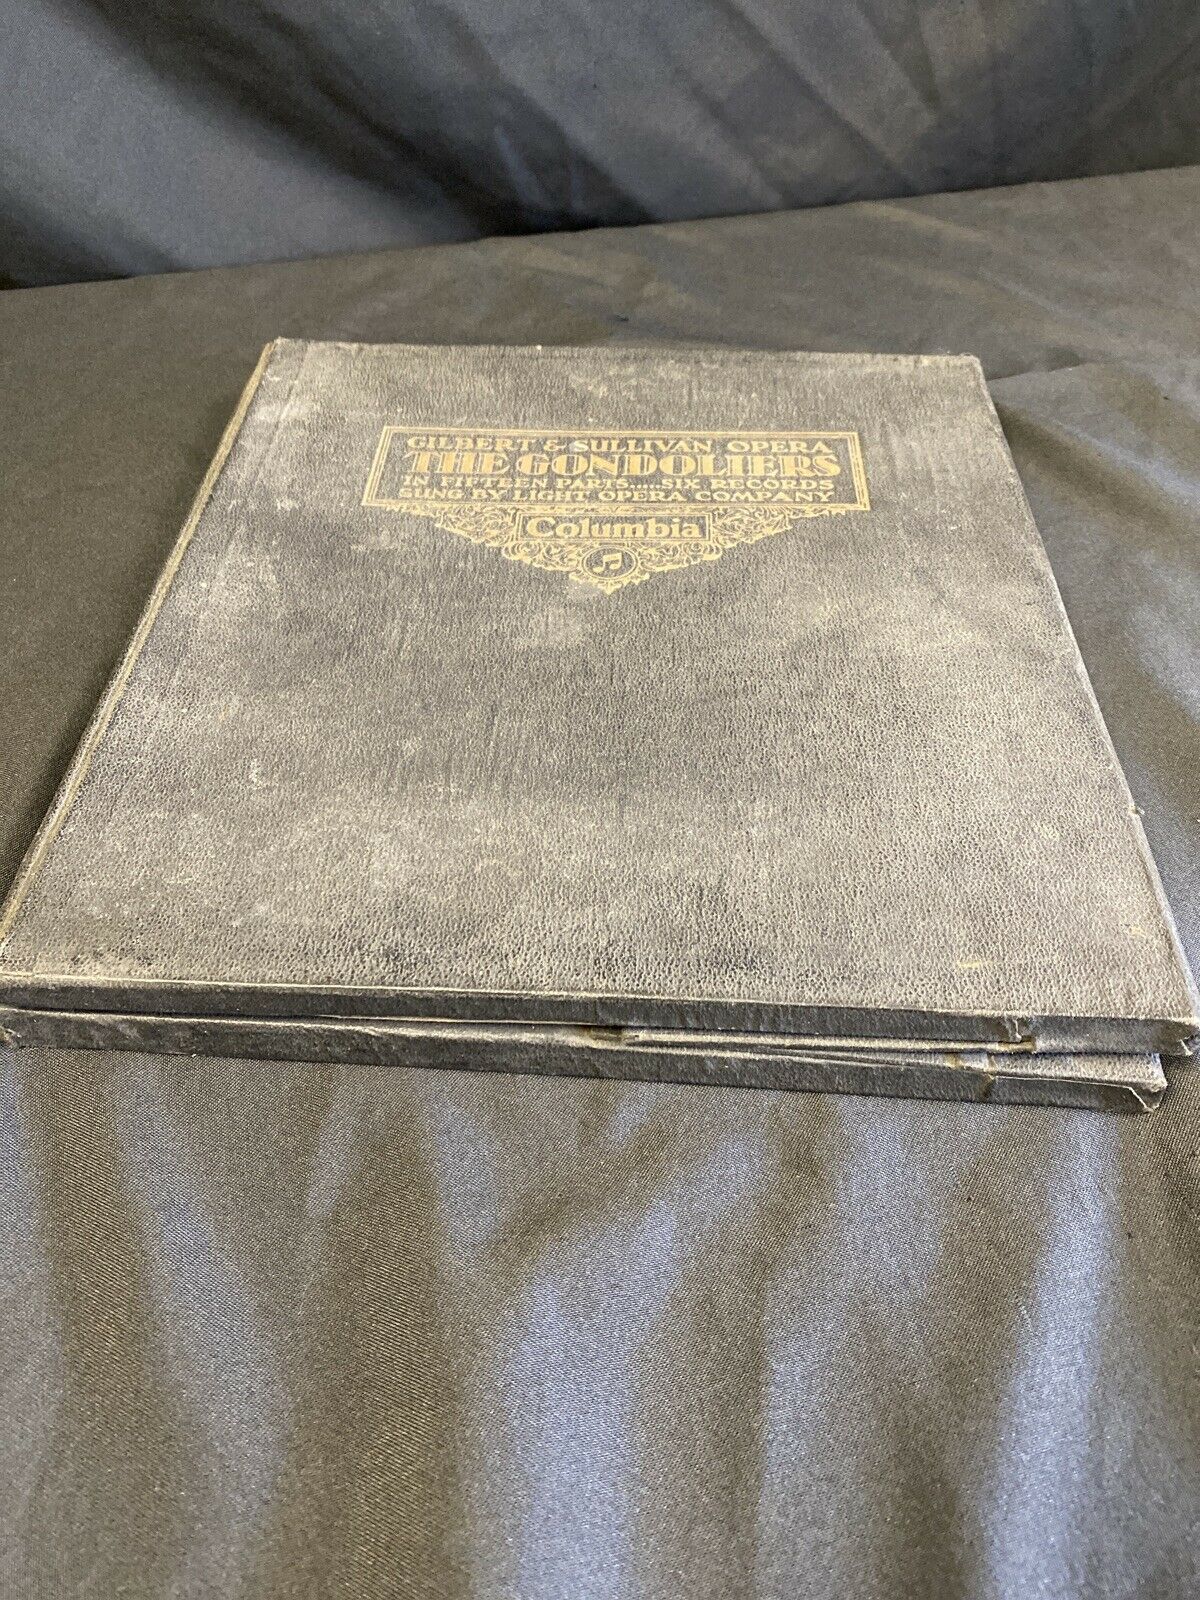 GILBERT & SULLIVAN OPERA
THE GONDOLIERS
IN FIFTEEN PARTS.....SIX RECORDS
SUNG BY LIGHT OPERA COMPANY
Columbia